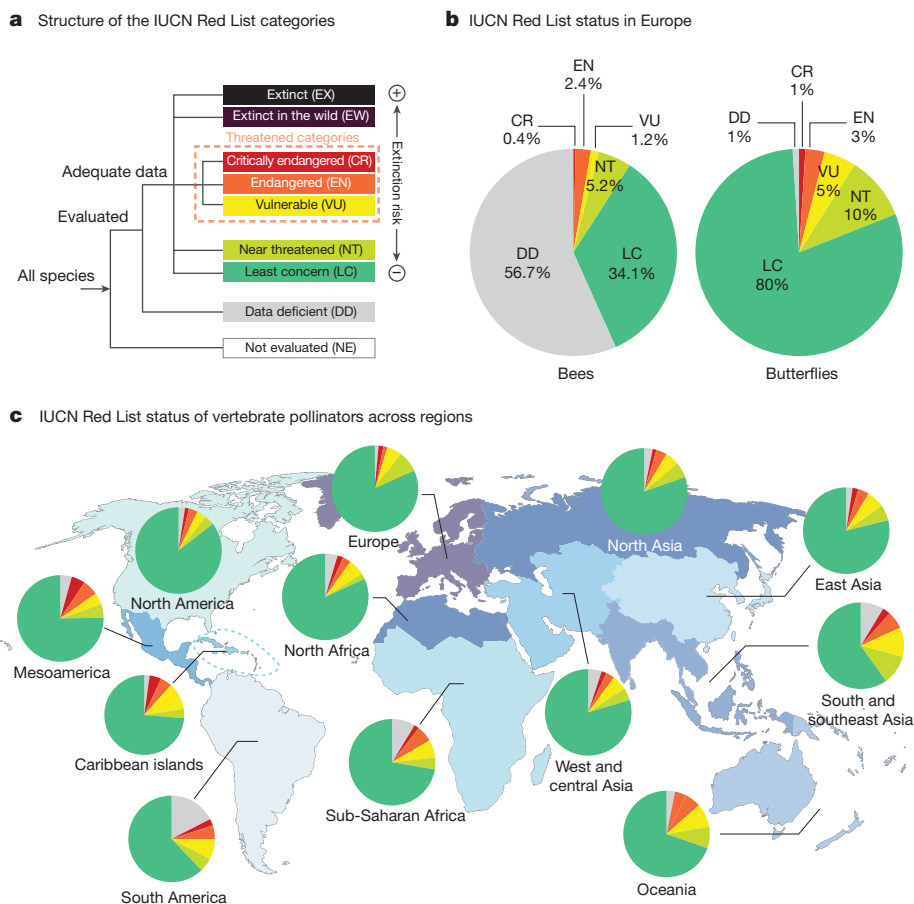 a Structure of the IUCN Red List categories
Extinct (EX)
Extinct in the wild (EW)
Threatened categories
Critically endangered (CR)
Endangered (EN)
Vulnerable (VU)
Near threatened (NT)
Least concern (LC)
Data deficient (DD)
Not evaluated (NE)
Adequate data
Evaluated
All species
+
Extinction risk
−
b IUCN Red List status in Europe
EN
2.4%
CR
0.4%
VU
1.2%
NT
5.2%
DD
56.7%
LC
34.1%
Bees
CR
1%
DD
1%
EN
3%
VU
5%
NT
10%
LC
80%
Butterflies
c IUCN Red List status of vertebrate pollinators across regions
Europe
North Asia
North America
East Asia
North Africa
Mesoamerica
South and
southeast Asia
Caribbean islands
West and
central Asia
Sub-Saharan Africa
South America
Oceania